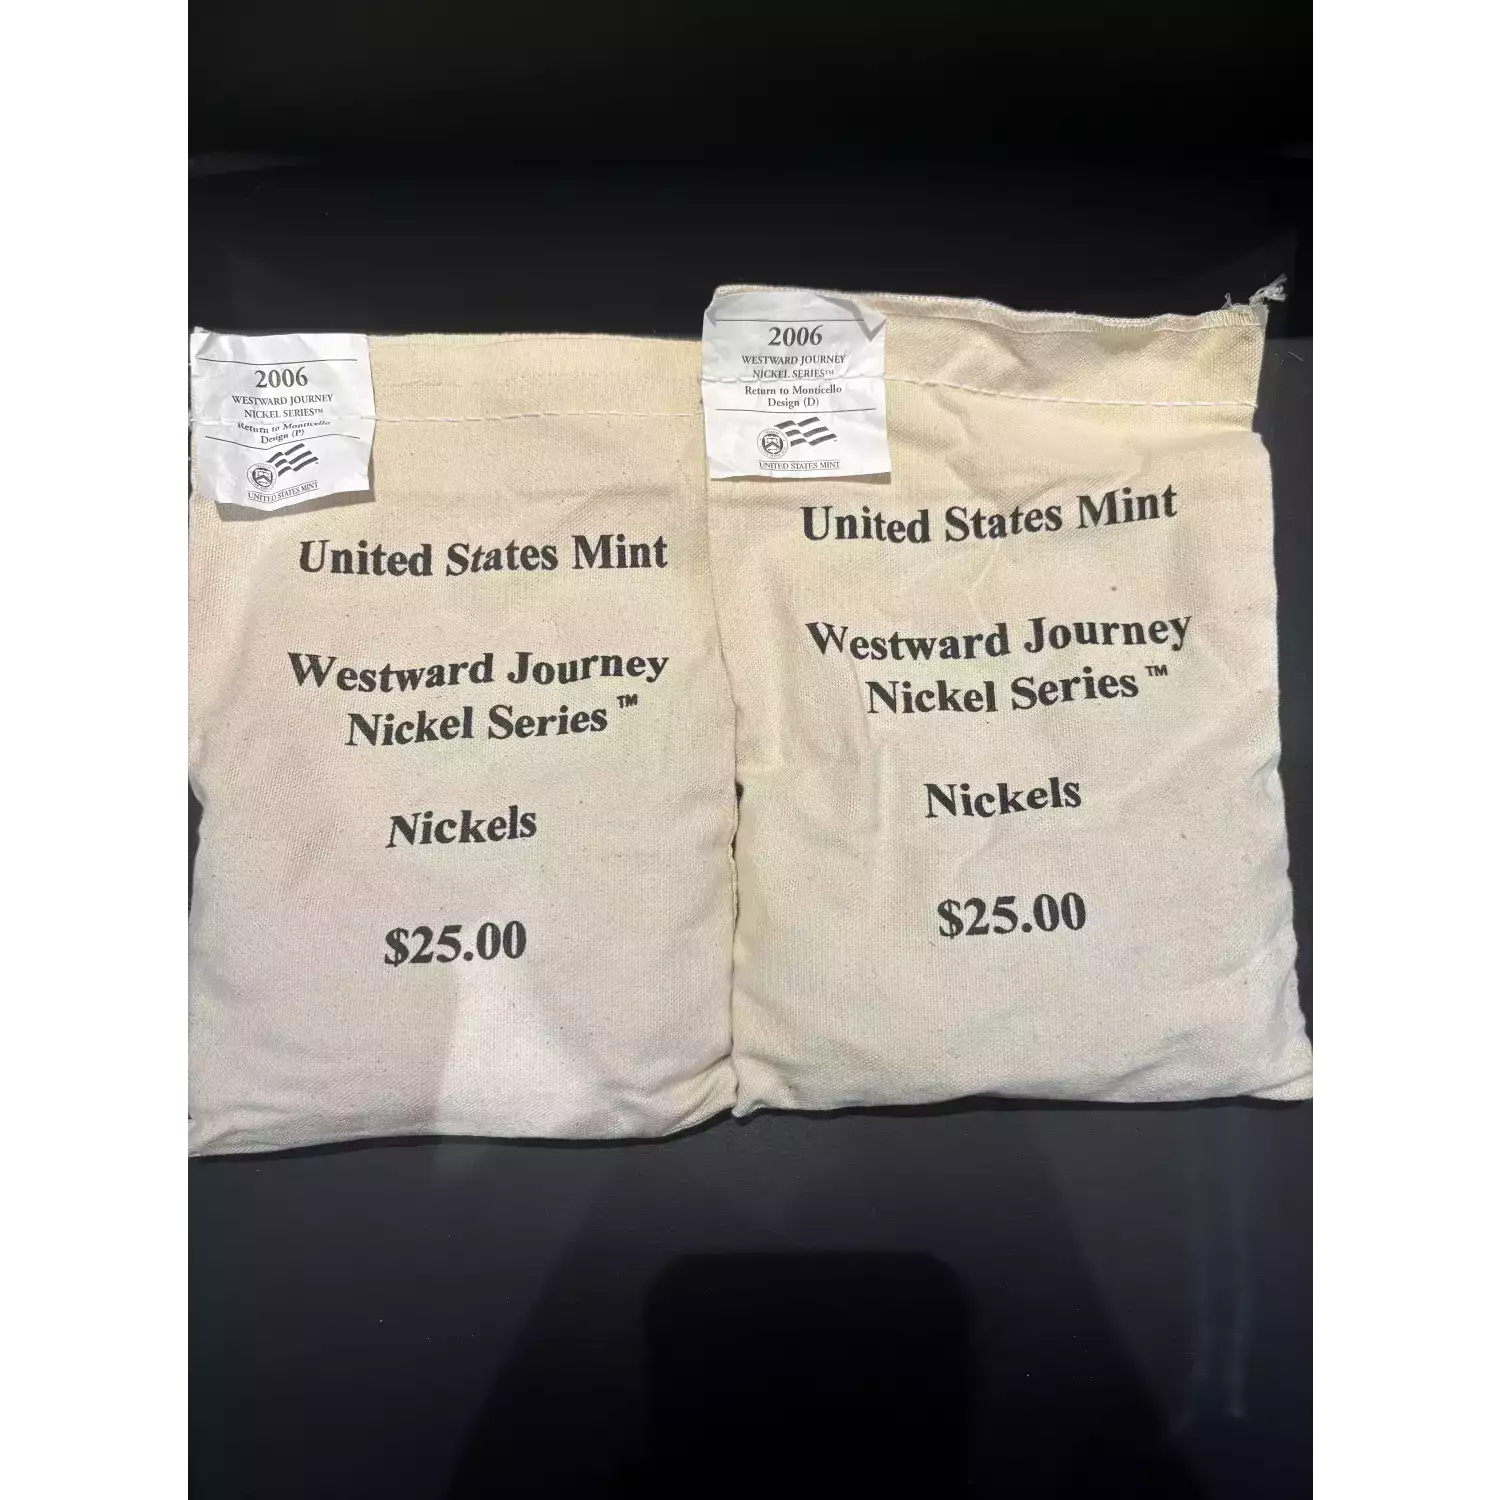 2006
WESTWARD JOURNEY
NICKEL SERIES™
Return to Monticello
Design (P)
UNITED STATES MINT
United States Mint
Westward Journey
Nickel Series™
Nickels
$25.00
2006
WESTWARD JOURNEY
NICKEL SERIES™
Return to Monticello
Design (D)
UNITED STATES MINT
United States Mint
Westward Journey
Nickel Series™
Nickels
$25.00